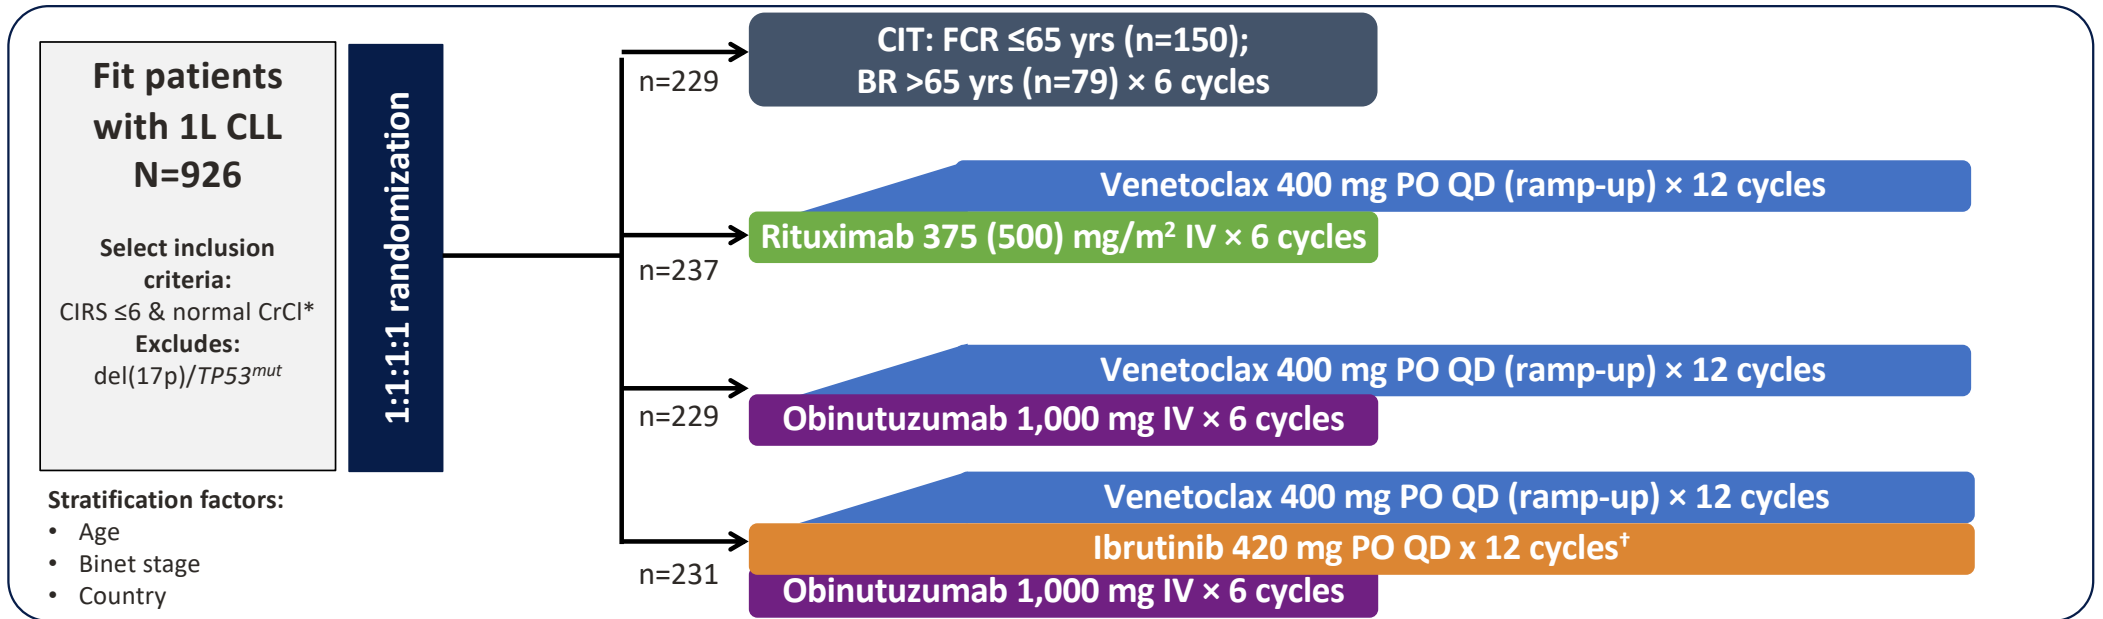 Fit patients
with 1L CLL
N=926
Select inclusion
criteria:
CIRS ≤6 & normal CrCl*
Excludes:
del(17p)/TP53mut
Stratification factors:
• Age
• Binet stage
• Country
1:1:1:1 randomization
n=229
CIT: FCR ≤65 yrs (n=150);
BR >65 yrs (n=79) × 6 cycles
n=237
Venetoclax 400 mg PO QD (ramp-up) × 12 cycles
Rituximab 375 (500) mg/m² IV × 6 cycles
n=229
Venetoclax 400 mg PO QD (ramp-up) × 12 cycles
Obinutuzumab 1,000 mg IV × 6 cycles
n=231
Venetoclax 400 mg PO QD (ramp-up) × 12 cycles
Ibrutinib 420 mg PO QD x 12 cycles†
Obinutuzumab 1,000 mg IV × 6 cycles